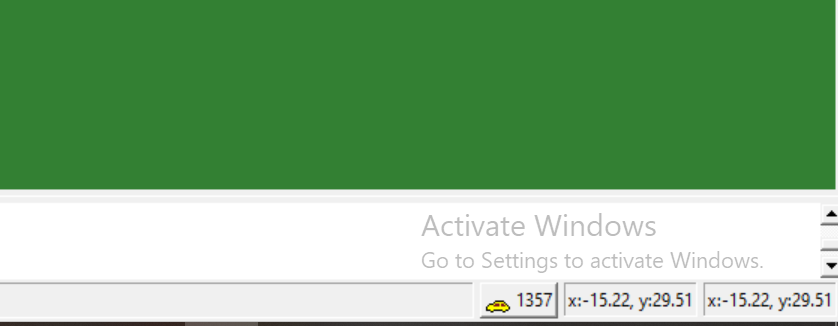 Activate Windows
Go to Settings to activate Windows.
1357 x:-15.22, y:29.51 x:-15.22, y:29.51